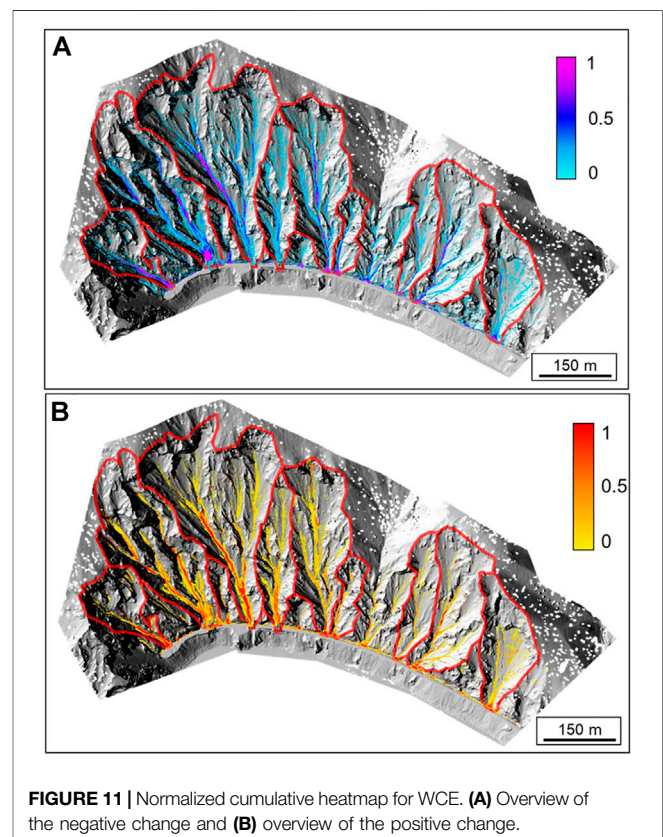 A
1
0.5
0
150 m
B
1
0.5
0
150 m
FIGURE 11 | Normalized cumulative heatmap for WCE. (A) Overview of
the negative change and (B) overview of the positive change.